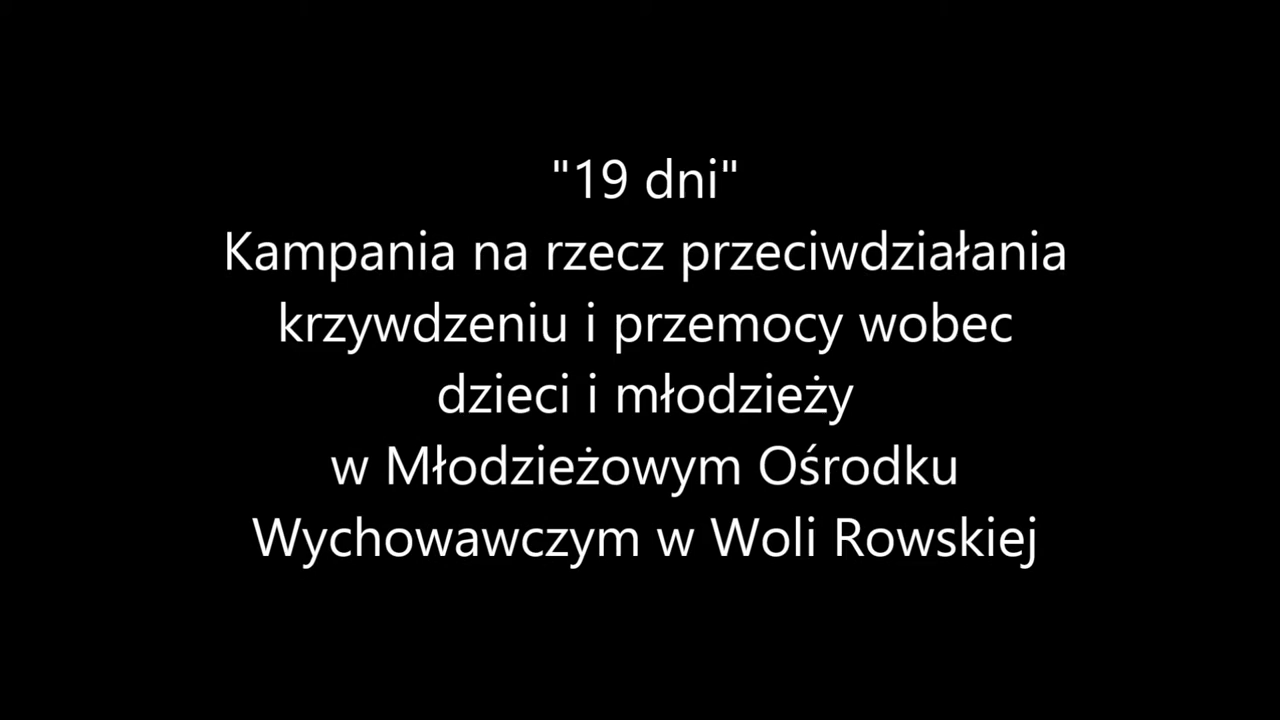 "19 dni"
Kampania na rzecz przeciwdziałania
krzywdzeniu i przemocy wobec
dzieci i młodzieży
w Młodzieżowym Ośrodku
Wychowawczym w Woli Rowskiej